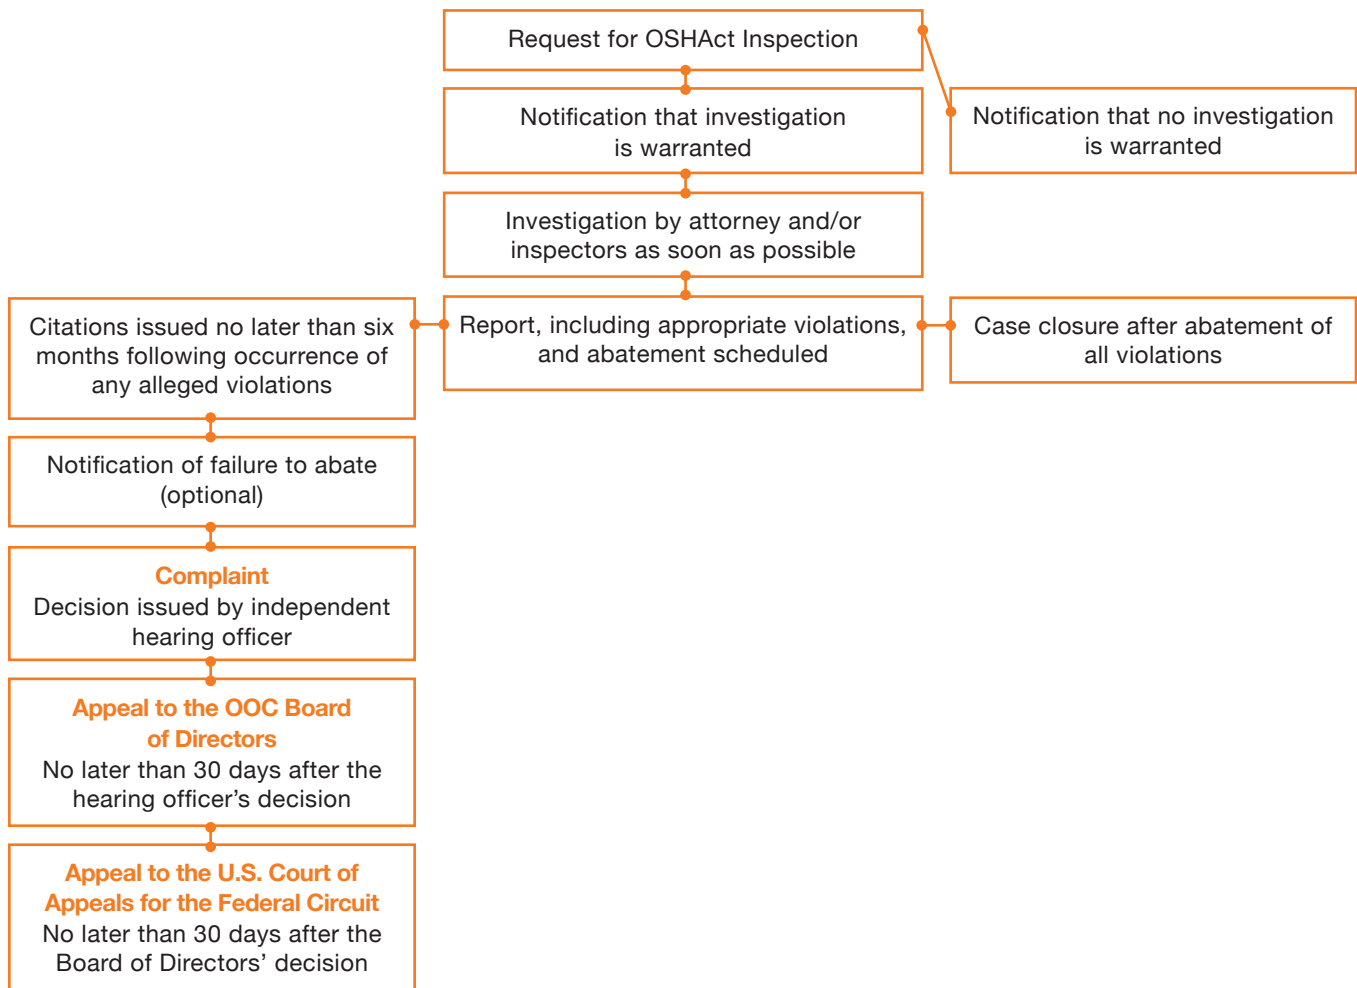 Request for OSHAct Inspection
Notification that investigation
is warranted
Notification that no investigation
is warranted
Investigation by attorney and/or
inspectors as soon as possible
Citations issued no later than six
months following occurrence of
any alleged violations
Report, including appropriate violations,
and abatement scheduled
Case closure after abatement of
all violations
Notification of failure to abate
(optional)
Complaint
Decision issued by independent
hearing officer
Appeal to the OOC Board
of Directors
No later than 30 days after the
hearing officer’s decision
Appeal to the U.S. Court of
Appeals for the Federal Circuit
No later than 30 days after the
Board of Directors’ decision